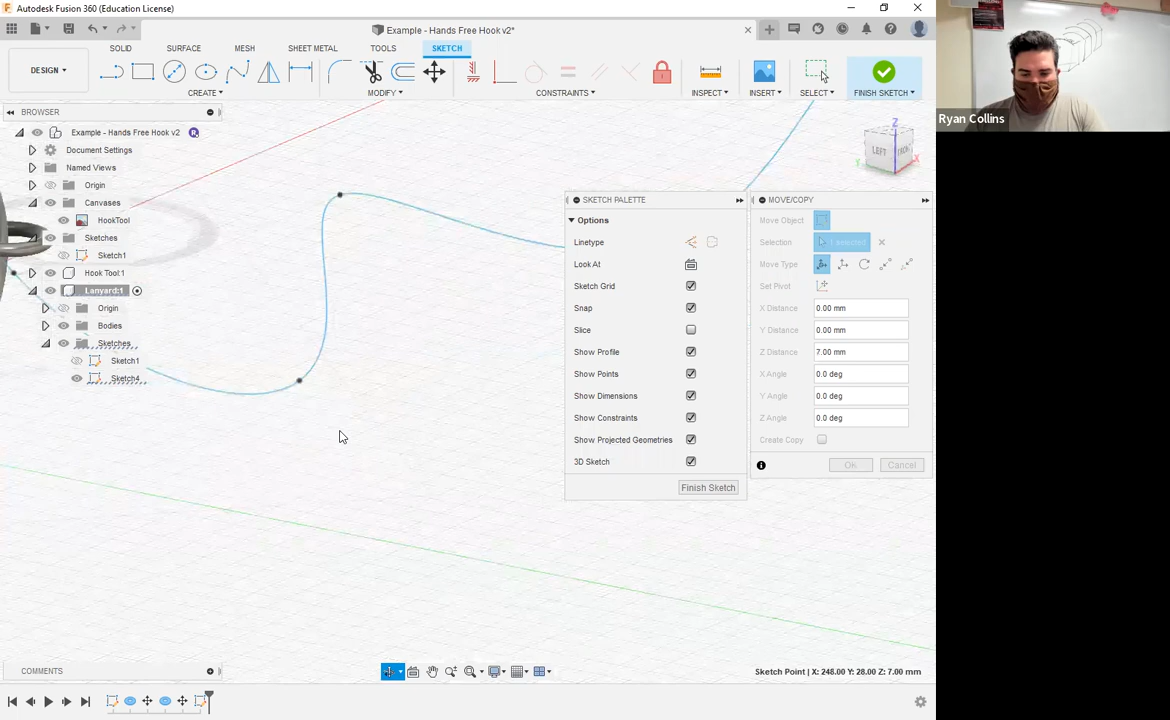 Autodesk Fusion 360 (Education License)
Example - Hands Free Hook v2*
DESIGN
SOLID
SURFACE
MESH
SHEET METAL
TOOLS
SKETCH
CREATE
MODIFY
CONSTRAINTS
INSPECT
INSERT
SELECT
FINISH SKETCH
BROWSER
Example - Hands Free Hook v2
R
Document Settings
Named Views
Origin
Canvases
HookTool
Sketches
Sketch1
Hook Tool:1
Lanyard:1
Origin
Bodies
Sketches
Sketch1
Sketch4
Z
LEFT
BACK
Y
X
SKETCH PALETTE
Options
Linetype
Look At
Sketch Grid
Snap
Slice
Show Profile
Show Points
Show Dimensions
Show Constraints
Show Projected Geometries
3D Sketch
Finish Sketch
MOVE/COPY
Move Object
Selection 1 selected
Move Type
Set Pivot
X Distance 0.00 mm
Y Distance 0.00 mm
Z Distance 7.00 mm
X Angle 0.0 deg
Y Angle 0.0 deg
Z Angle 0.0 deg
Create Copy
OK
Cancel
COMMENTS
Sketch Point | X: 248.00 Y: 28.00 Z: 7.00 mm
Ryan Collins